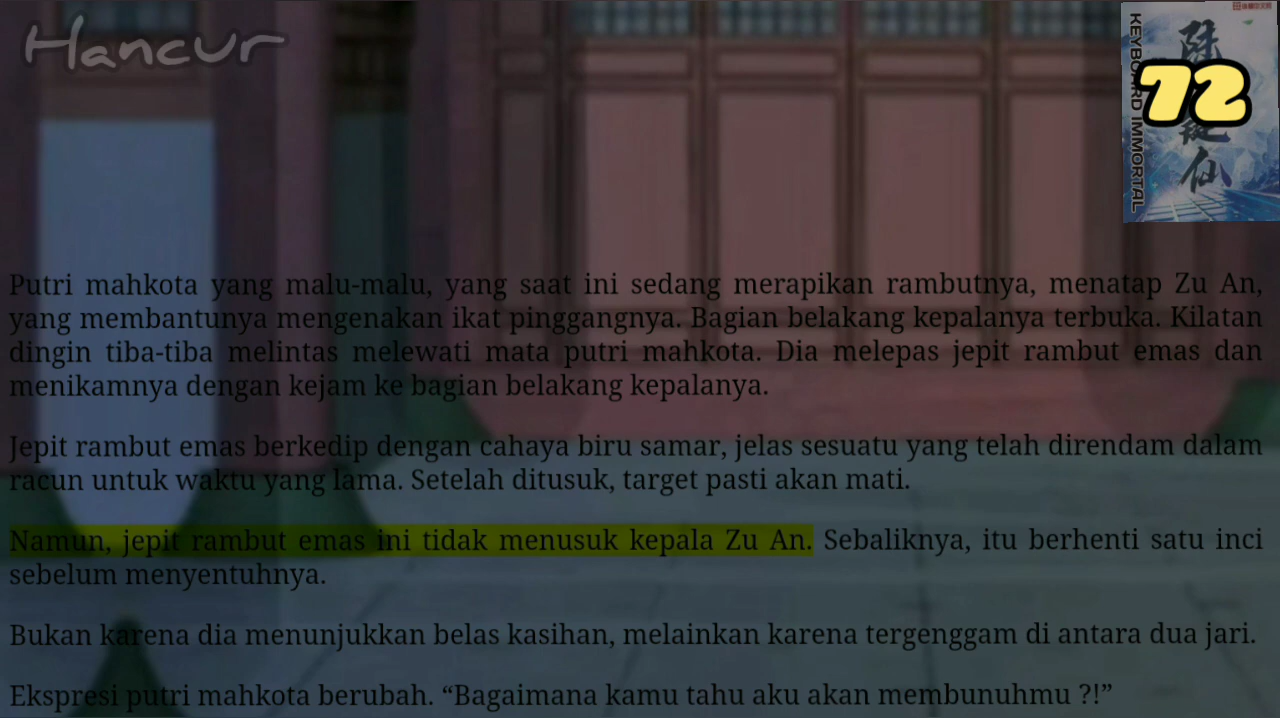 Hancur
KEYBOARD IMMORTAL
72
Putri mahkota yang malu-malu, yang saat ini sedang merapikan rambutnya, menatap Zu An,
yang membantunya mengenakan ikat pinggangnya. Bagian belakang kepalanya terbuka. Kilatan
dingin tiba-tiba melintas melewati mata putri mahkota. Dia melepas jepit rambut emas dan
menikamnya dengan kejam ke bagian belakang kepalanya.
Jepit rambut emas berkedip dengan cahaya biru samar, jelas sesuatu yang telah direndam dalam
racun untuk waktu yang lama. Setelah ditusuk, target pasti akan mati.
Namun, jepit rambut emas ini tidak menusuk kepala Zu An. Sebaliknya, itu berhenti satu inci
sebelum menyentuhnya.
Bukan karena dia menunjukkan belas kasihan, melainkan karena tergenggam di antara dua jari.
Ekspresi putri mahkota berubah. “Bagaimana kamu tahu aku akan membunuhmu ?!”